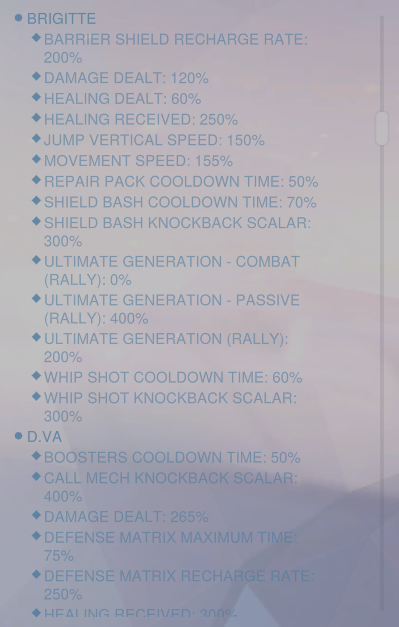 BRIGITTE
BARRIER SHIELD RECHARGE RATE:
200%
DAMAGE DEALT: 120%
HEALING DEALT: 60%
HEALING RECEIVED: 250%
JUMP VERTICAL SPEED: 150%
MOVEMENT SPEED: 155%
REPAIR PACK COOLDOWN TIME: 50%
SHIELD BASH COOLDOWN TIME: 70%
SHIELD BASH KNOCKBACK SCALAR:
300%
ULTIMATE GENERATION - COMBAT
(RALLY): 0%
ULTIMATE GENERATION - PASSIVE
(RALLY): 400%
ULTIMATE GENERATION (RALLY):
200%
WHIP SHOT COOLDOWN TIME: 60%
WHIP SHOT KNOCKBACK SCALAR:
300%
D.VA
BOOSTERS COOLDOWN TIME: 50%
CALL MECH KNOCKBACK SCALAR:
400%
DAMAGE DEALT: 265%
DEFENSE MATRIX MAXIMUM TIME:
75%
DEFENSE MATRIX RECHARGE RATE:
250%
HEALING RECEIVED: 300%